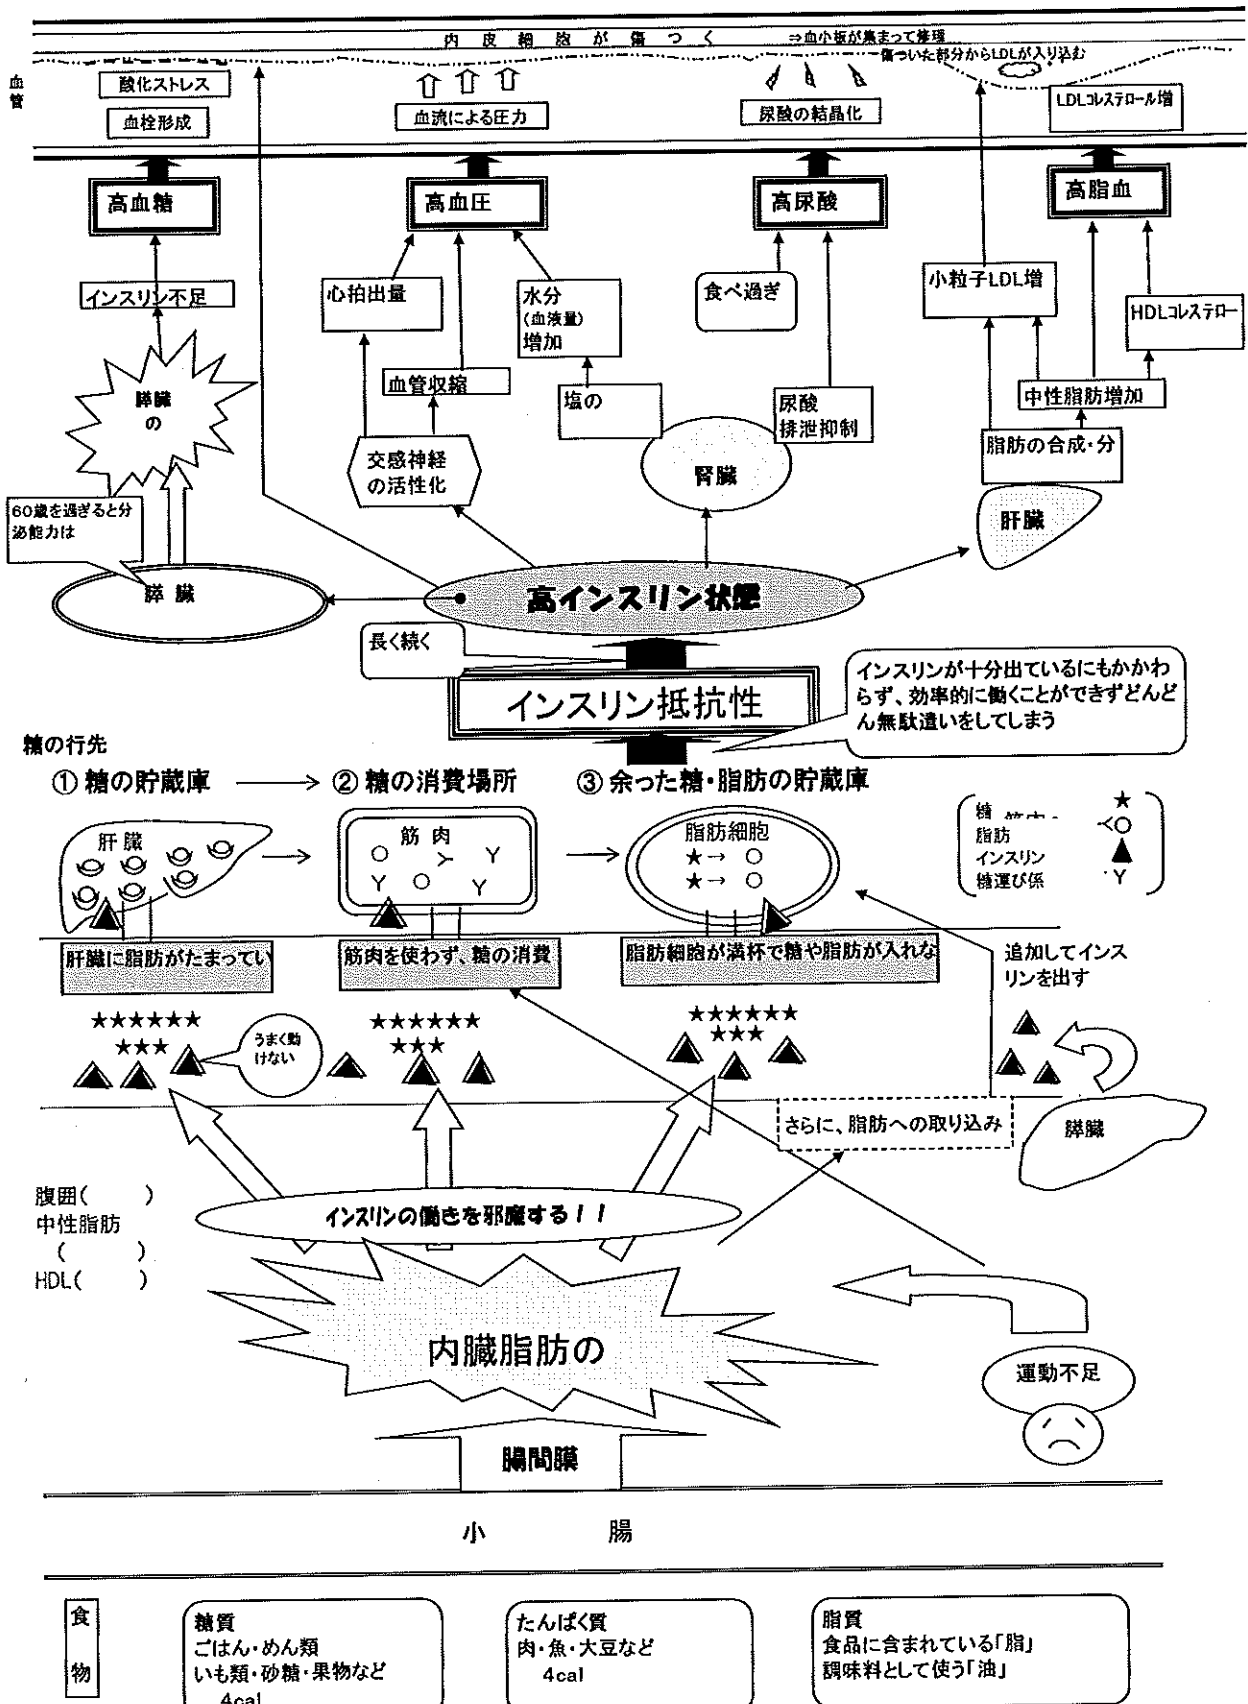 内皮細胞が傷つく ⇒血小板が集まって修理
傷ついた部分からLDLが入り込む
血管
酸化ストレス
血栓形成
血流による圧力
尿酸の結晶化
LDLコレステロール増
高血糖
高血圧
高尿酸
高脂血
インスリン不足
心拍出量
水分
(血液量)
増加
食べ過ぎ
小粒子LDL増
HDLコレステロー
膵臓
の
血管収縮
塩の
尿酸
排泄抑制
中性脂肪増加
交感神経
の活性化
腎臓
脂肪の合成・分
肝臓
60歳を過ぎると分
泌能力は
膵臓
高インスリン状態
長く続く
インスリン抵抗性
インスリンが十分出ているにもかかわ
らず、効率的に働くことができずどんど
ん無駄遣いをしてしまう
糖の行先
① 糖の貯蔵庫 → ② 糖の消費場所 ③ 余った糖・脂肪の貯蔵庫
肝臓
筋肉
脂肪細胞
★→ ○
★→ ○
糖 ★
脂肪 ○
インスリン ▲
糖運び係 Y
肝臓に脂肪がたまってい
筋肉を使わず、糖の消費
脂肪細胞が満杯で糖や脂肪が入れな
追加してインス
リンを出す
★★★★★★
★★★
うまく動
けない
★★★★★★
★★★
★★★★★★
★★★
さらに、脂肪への取り込み
膵臓
腹囲( )
中性脂肪
( )
HDL( )
インスリンの働きを邪魔する！！
内臓脂肪の
運動不足
腸間膜
小腸
食物
糖質
ごはん・めん類
いも類・砂糖・果物など
4cal
たんぱく質
肉・魚・大豆など
4cal
脂質
食品に含まれている「脂」
調味料として使う「油」